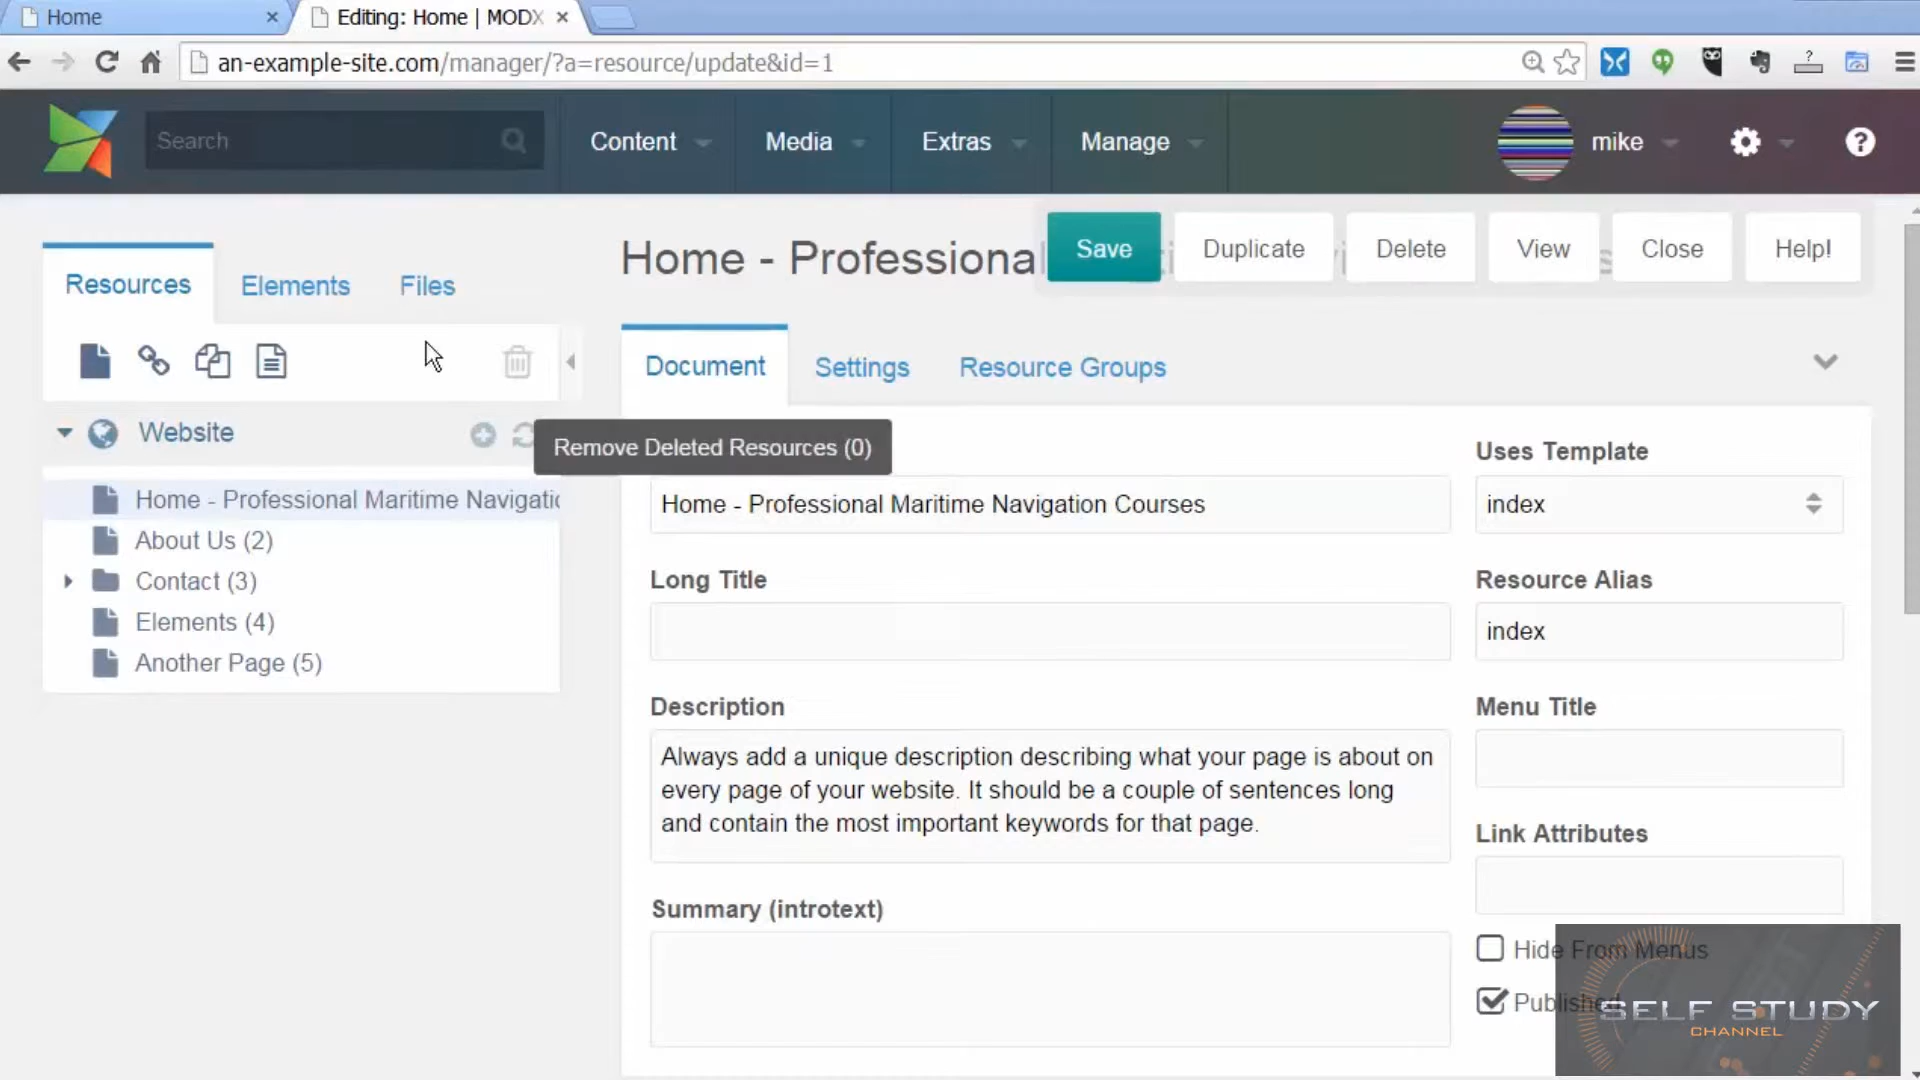 Home
Editing: Home | MODX
an-example-site.com/manager/?a=resource/update&id=1
Search
Content
Media
Extras
Manage
mike
Resources
Elements
Files
Home - Professiona
Save
Duplicate
Delete
View
Close
Help!
Document
Settings
Resource Groups
Website
Remove Deleted Resources (0)
Home - Professional Maritime Navigatio
About Us (2)
Contact (3)
Elements (4)
Another Page (5)
Home - Professional Maritime Navigation Courses
Long Title
Description
Always add a unique description describing what your page is about on
every page of your website. It should be a couple of sentences long
and contain the most important keywords for that page.
Summary (introtext)
Uses Template
index
Resource Alias
index
Menu Title
Link Attributes
Hide From Menus
Published
SELF STUDY
CHANNEL